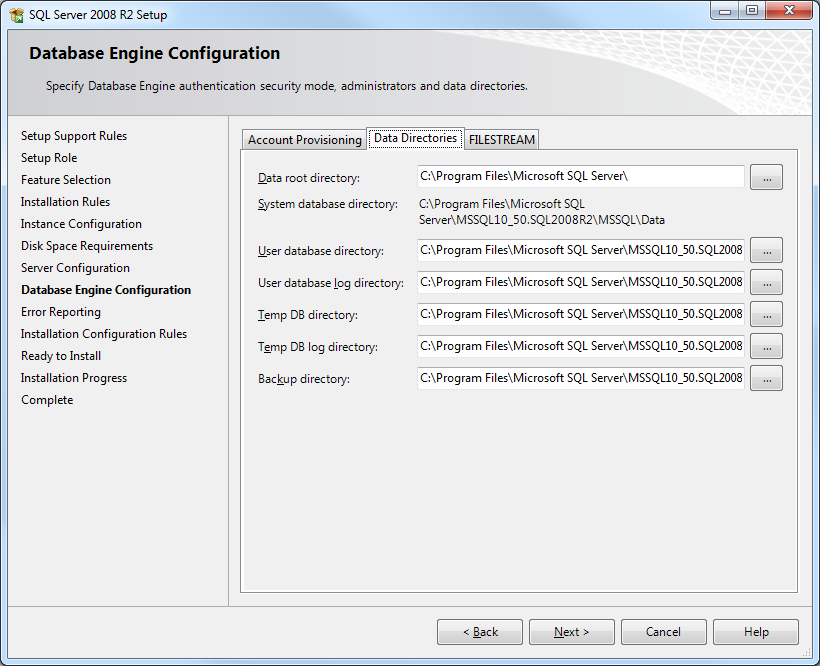 SQL Server 2008 R2 Setup
Database Engine Configuration
Specify Database Engine authentication security mode, administrators and data directories.
Setup Support Rules
Setup Role
Feature Selection
Installation Rules
Instance Configuration
Disk Space Requirements
Server Configuration
Database Engine Configuration
Error Reporting
Installation Configuration Rules
Ready to Install
Installation Progress
Complete
Account Provisioning Data Directories FILESTREAM
Data root directory: C:\Program Files\Microsoft SQL Server\ ...
System database directory: C:\Program Files\Microsoft SQL
Server\MSSQL10_50.SQL2008R2\MSSQL\Data
User database directory: C:\Program Files\Microsoft SQL Server\MSSQL10_50.SQL2008 ...
User database log directory: C:\Program Files\Microsoft SQL Server\MSSQL10_50.SQL2008 ...
Temp DB directory: C:\Program Files\Microsoft SQL Server\MSSQL10_50.SQL2008 ...
Temp DB log directory: C:\Program Files\Microsoft SQL Server\MSSQL10_50.SQL2008 ...
Backup directory: C:\Program Files\Microsoft SQL Server\MSSQL10_50.SQL2008 ...
< Back Next > Cancel Help